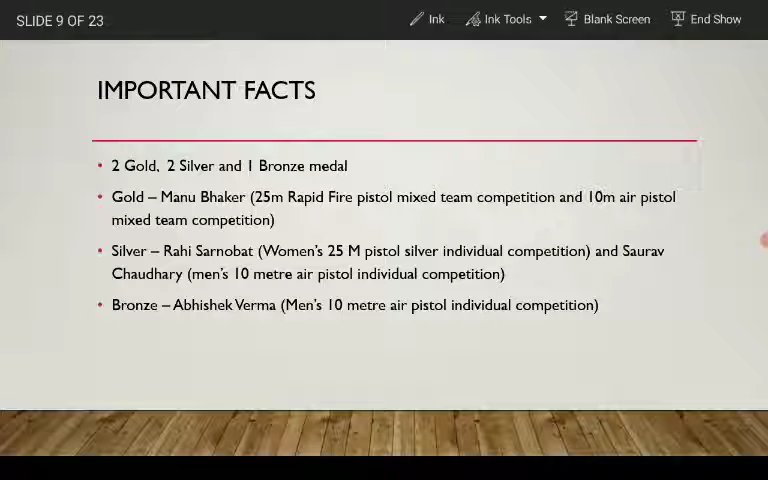 SLIDE 9 OF 23
Ink
Ink Tools
Blank Screen
End Show
IMPORTANT FACTS
• 2 Gold, 2 Silver and 1 Bronze medal
• Gold – Manu Bhaker (25m Rapid Fire pistol mixed team competition and 10m air pistol
mixed team competition)
• Silver – Rahi Sarnobat (Women's 25 M pistol silver individual competition) and Saurav
Chaudhary (men's 10 metre air pistol individual competition)
• Bronze – Abhishek Verma (Men's 10 metre air pistol individual competition)